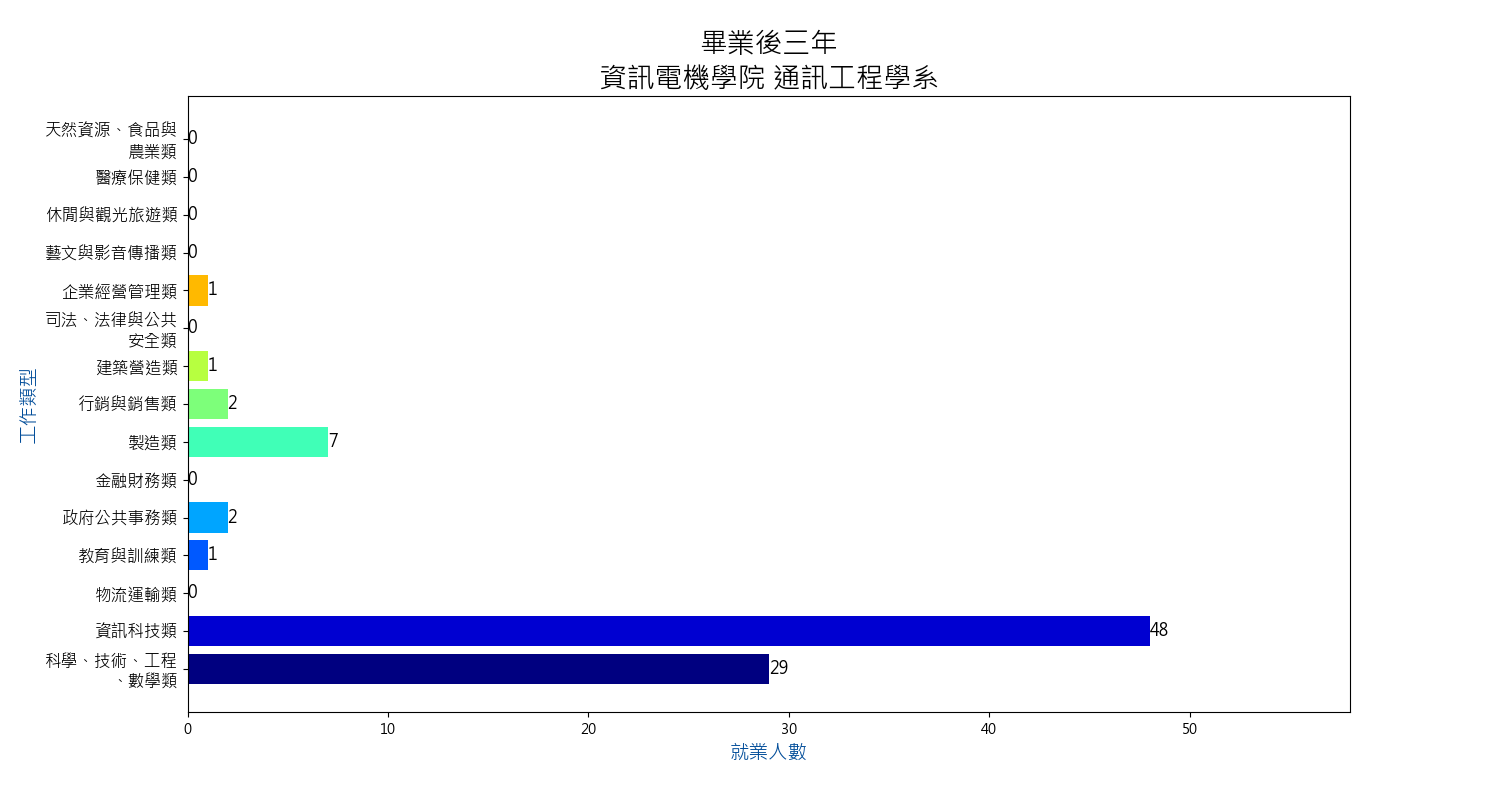 畢業後三年
資訊電機學院 通訊工程學系
天然資源、食品與
農業類
0
醫療保健類
0
休閒與觀光旅遊類
0
藝文與影音傳播類
0
企業經營管理類
1
司法、法律與公共
安全類
0
建築營造類
1
行銷與銷售類
2
製造類
7
金融財務類
0
政府公共事務類
2
教育與訓練類
1
物流運輸類
0
資訊科技類
48
科學、技術、工程
、數學類
29
工作類型
0 10 20 30 40 50
就業人數